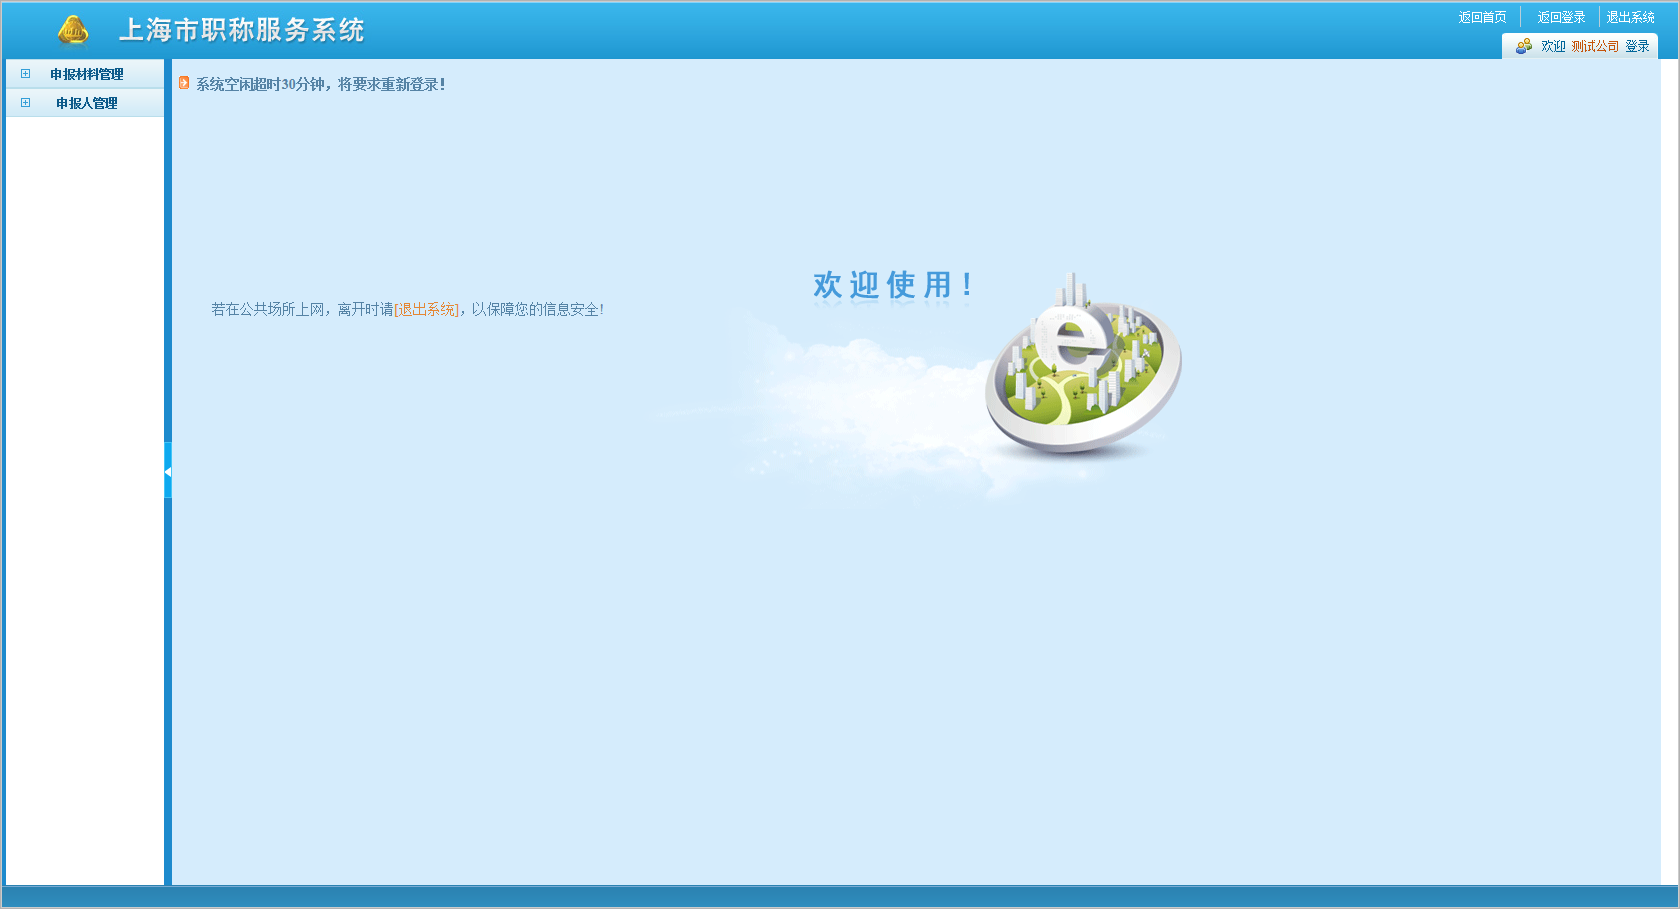 上海市职称服务系统
返回首页 返回登录 退出系统
欢迎 测试公司 登录
申报材料管理
申报人管理
系统空闲超时30分钟，将要求重新登录！
欢迎使用！
若在公共场所上网，离开时请[退出系统]，以保障您的信息安全!